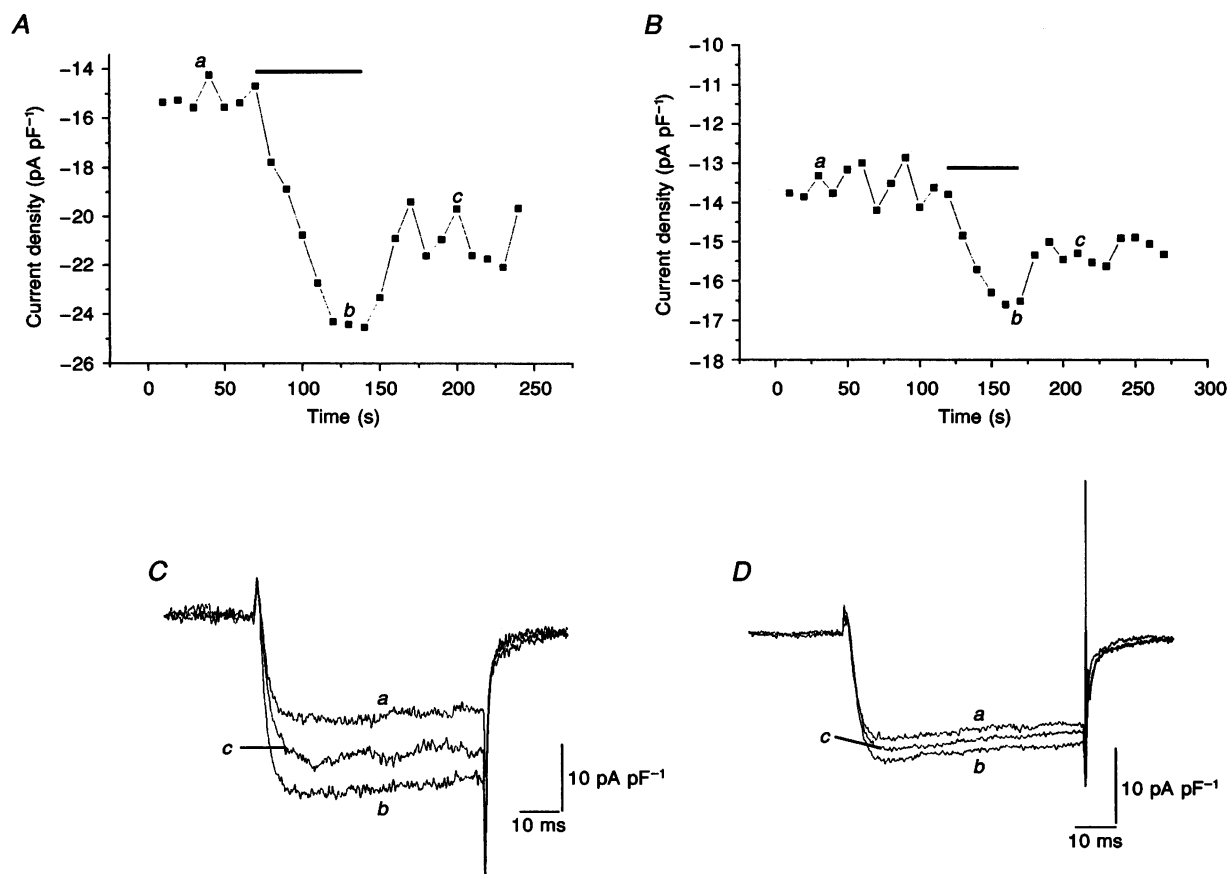 A
Current density (pA pF⁻¹)
−14
−16
−18
−20
−22
−24
−26
a
b
c
0
50
100
150
200
250
Time (s)
B
Current density (pA pF⁻¹)
−10
−11
−12
−13
−14
−15
−16
−17
−18
a
b
c
0
50
100
150
200
250
300
Time (s)
C
a
c
b
10 pA pF⁻¹
10 ms
D
a
c
b
10 pA pF⁻¹
10 ms